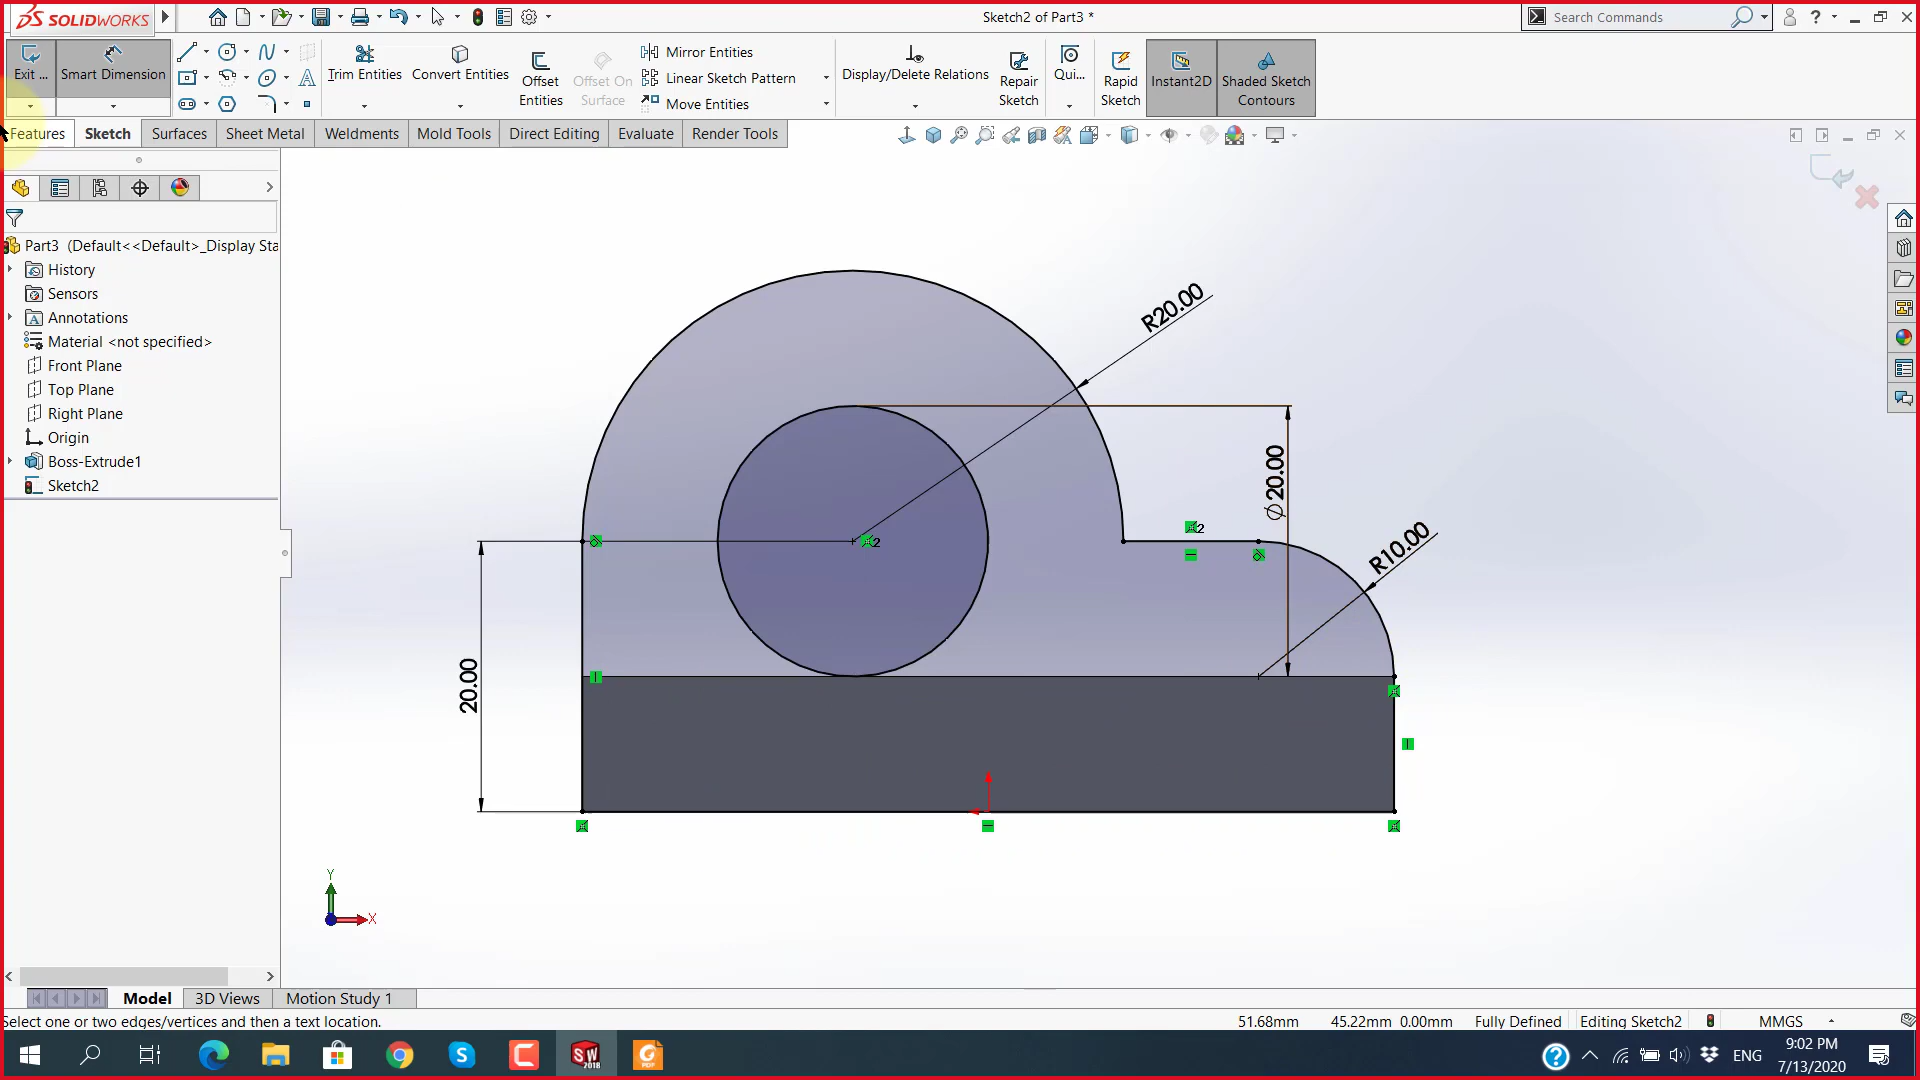 SOLIDWORKS
Sketch2 of Part3 *
Search Commands
?
Exit ...
Smart Dimension
Trim Entities
Convert Entities
Offset
Entities
Offset On
Surface
Mirror Entities
Linear Sketch Pattern
Move Entities
Display/Delete Relations
Repair
Sketch
Qui...
Rapid
Sketch
Instant2D
Shaded Sketch
Contours
Features
Sketch
Surfaces
Sheet Metal
Weldments
Mold Tools
Direct Editing
Evaluate
Render Tools
Part3 (Default<<Default>_Display Sta
History
Sensors
Annotations
Material <not specified>
Front Plane
Top Plane
Right Plane
Origin
Boss-Extrude1
Sketch2
R20.00
∅20.00
R10.00
20.00
2
2
Y
X
Model
3D Views
Motion Study 1
Select one or two edges/vertices and then a text location.
51.68mm
45.22mm 0.00mm
Fully Defined
Editing Sketch2
MMGS
SW
2018
PDF
ENG
9:02 PM
7/13/2020